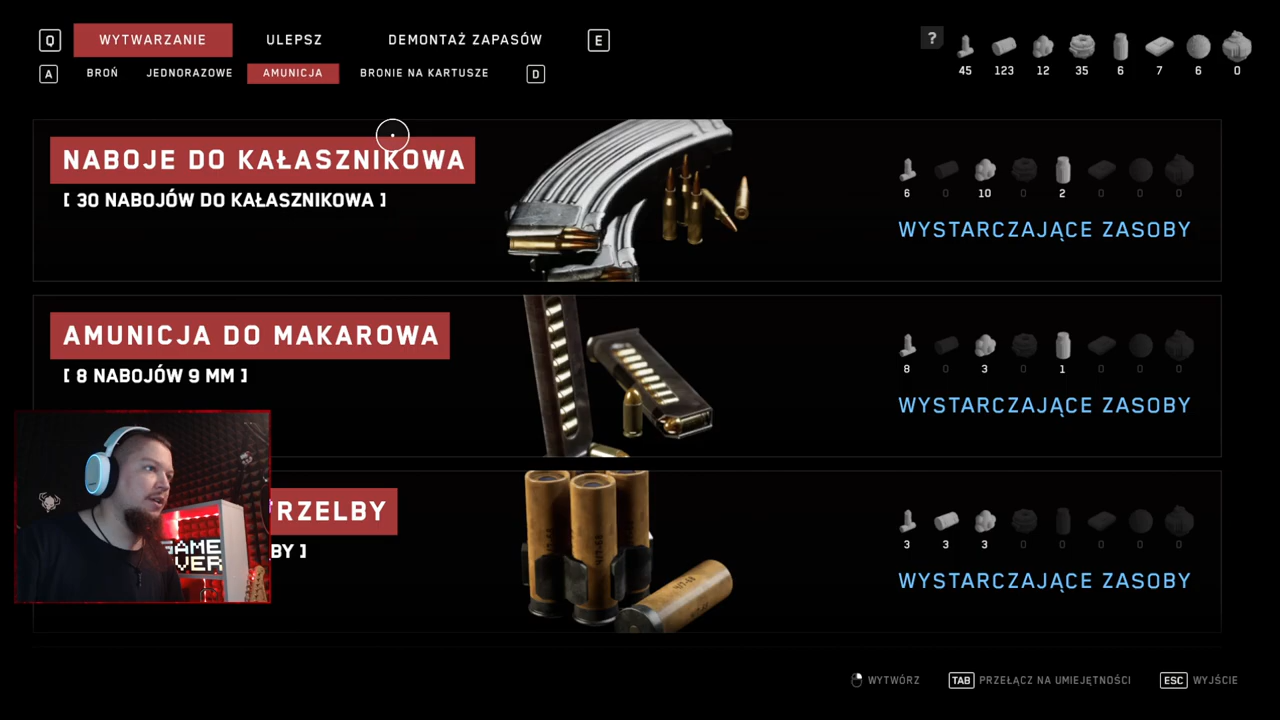 Q WYTWARZANIE ULEPSZ DEMONTAŻ ZAPASÓW E
A BROŃ JEDNORAZOWE AMUNICJA BRONIE NA KARTUSZE D
?
45 123 12 35 6 7 6 0
NABOJE DO KAŁASZNIKOWA
[ 30 NABOJÓW DO KAŁASZNIKOWA ]
6 0 10 0 2 0 0 0
WYSTARCZAJĄCE ZASOBY
AMUNICJA DO MAKAROWA
[ 8 NABOJÓW 9 MM ]
8 0 3 0 1 0 0 0
WYSTARCZAJĄCE ZASOBY
TRZELBY
BY ]
3 3 3 0 0 0 0 0
WYSTARCZAJĄCE ZASOBY
GAME
OVER
WYTWÓRZ TAB PRZEŁĄCZ NA UMIEJĘTNOŚCI ESC WYJŚCIE